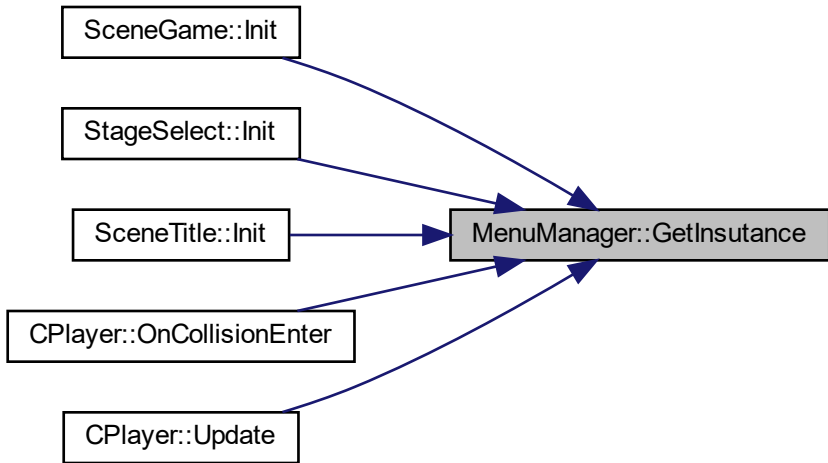 SceneGame::Init
StageSelect::Init
SceneTitle::Init
MenuManager::GetInsutance
CPlayer::OnCollisionEnter
CPlayer::Update